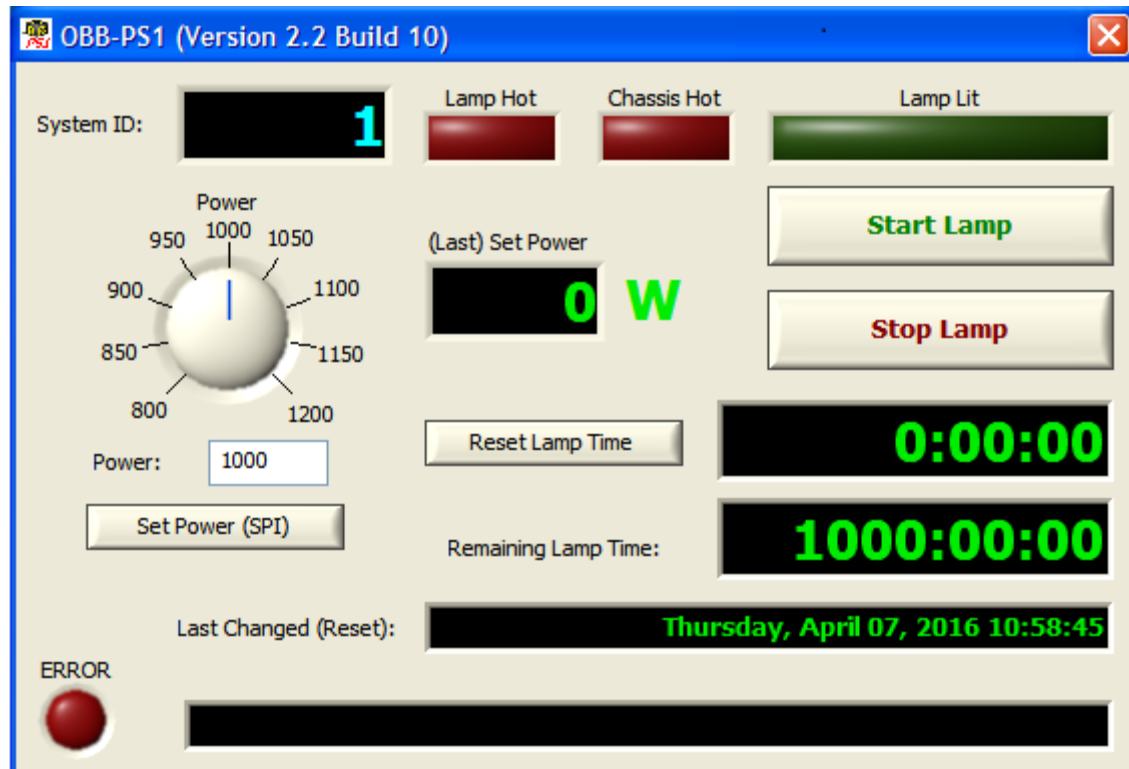 OBB-PS1 (Version 2.2 Build 10)
Lamp Hot
Chassis Hot
Lamp Lit
System ID:
1
Power
1000
950
1050
900
1100
850
1150
800
1200
(Last) Set Power
0 W
Start Lamp
Stop Lamp
Power:
1000
Reset Lamp Time
0:00:00
Set Power (SPI)
Remaining Lamp Time:
1000:00:00
Last Changed (Reset):
Thursday, April 07, 2016 10:58:45
ERROR